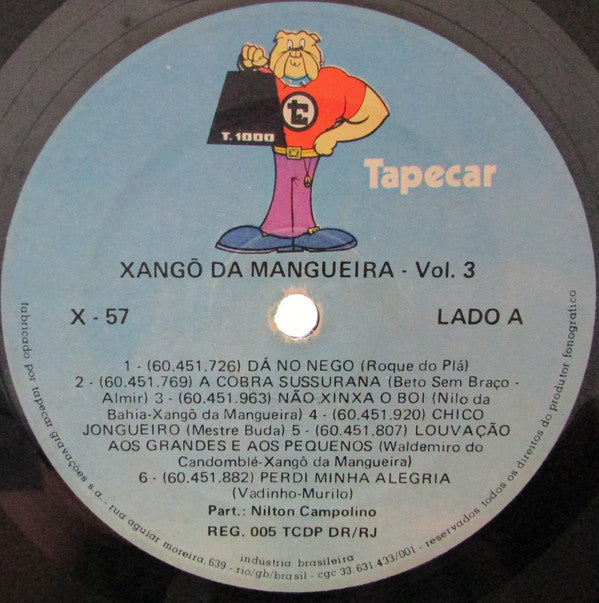 T.1000
tc
Tapecar
XANGÔ DA MANGUEIRA - Vol. 3
X - 57
LADO A
1 - (60.451.726) DÁ NO NEGO (Roque do Plá)
2 - (60.451.769) A COBRA SUSSURANA (Beto Sem Braço -
Almir) 3 - (60.451.963) NÃO XINXA O BOI (Nilo da
Bahia-Xangô da Mangueira) 4 - (60.451.920) CHICO
JONGUEIRO (Mestre Buda) 5 - (60.451.807) LOUVAÇÃO
AOS GRANDES E AOS PEQUENOS (Waldemiro do
Candomblé-Xangô da Mangueira)
6 - (60.451.882) PERDI MINHA ALEGRIA
(Vadinho-Murilo)
Part.: Nilton Campolino
REG. 005 TCDP DR/RJ
industria brasileira
fabricado por tapecar gravações s.a. - rua aguiar moreira, 639 - rio/gb/brasil - cgc 33.631.433/001 - reservados todos os direitos do produtor fonografico